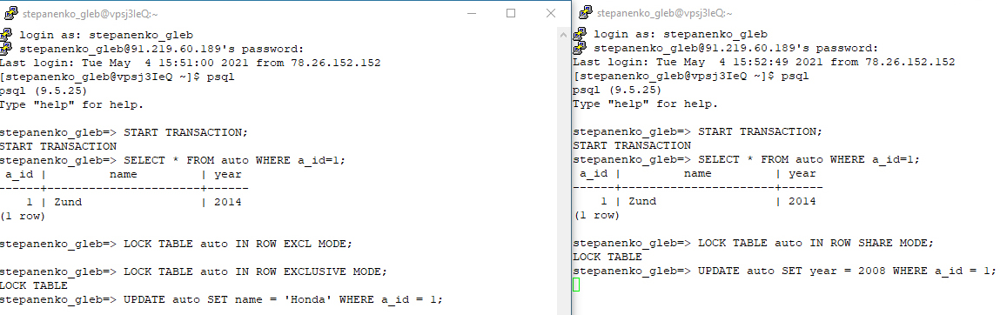 stepanenko_gleb@vpsj3IeQ:~
login as: stepanenko_gleb
stepanenko_gleb@91.219.60.189's password:
Last login: Tue May  4 15:51:00 2021 from 78.26.152.152
[stepanenko_gleb@vpsj3IeQ ~]$ psql
psql (9.5.25)
Type "help" for help.
stepanenko_gleb=> START TRANSACTION;
START TRANSACTION
stepanenko_gleb=> SELECT * FROM auto WHERE a_id=1;
 a_id |         name         | year
------+----------------------+------
    1 | Zund                 | 2014
(1 row)
stepanenko_gleb=> LOCK TABLE auto IN ROW EXCL MODE;
stepanenko_gleb=> LOCK TABLE auto IN ROW EXCLUSIVE MODE;
LOCK TABLE
stepanenko_gleb=> UPDATE auto SET name = 'Honda' WHERE a_id = 1;
stepanenko_gleb@vpsj3IeQ:~
login as: stepanenko_gleb
stepanenko_gleb@91.219.60.189's password:
Last login: Tue May  4 15:52:49 2021 from 78.26.152.152
[stepanenko_gleb@vpsj3IeQ ~]$ psql
psql (9.5.25)
Type "help" for help.
stepanenko_gleb=> START TRANSACTION;
START TRANSACTION
stepanenko_gleb=> SELECT * FROM auto WHERE a_id=1;
 a_id |         name         | year
------+----------------------+------
    1 | Zund                 | 2014
(1 row)
stepanenko_gleb=> LOCK TABLE auto IN ROW SHARE MODE;
LOCK TABLE
stepanenko_gleb=> UPDATE auto SET year = 2008 WHERE a_id = 1;